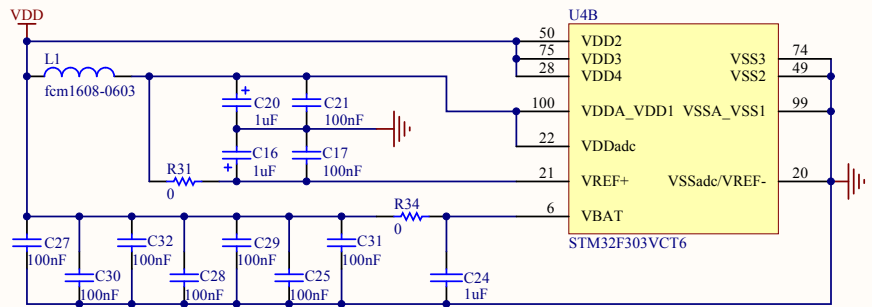 VDD
U4B
L1
fcm1608-0603
50 VDD2
75 VDD3
28 VDD4
VSS3 74
VSS2 49
C20
1uF
C21
100nF
100 VDDA_VDD1
VSSA_VSS1 99
22 VDDadc
C16
1uF
C17
100nF
R31
0
21 VREF+
VSSadc/VREF- 20
R34
0
6 VBAT
STM32F303VCT6
C27
100nF
C32
100nF
C29
100nF
C31
100nF
C30
100nF
C28
100nF
C25
100nF
C24
1uF